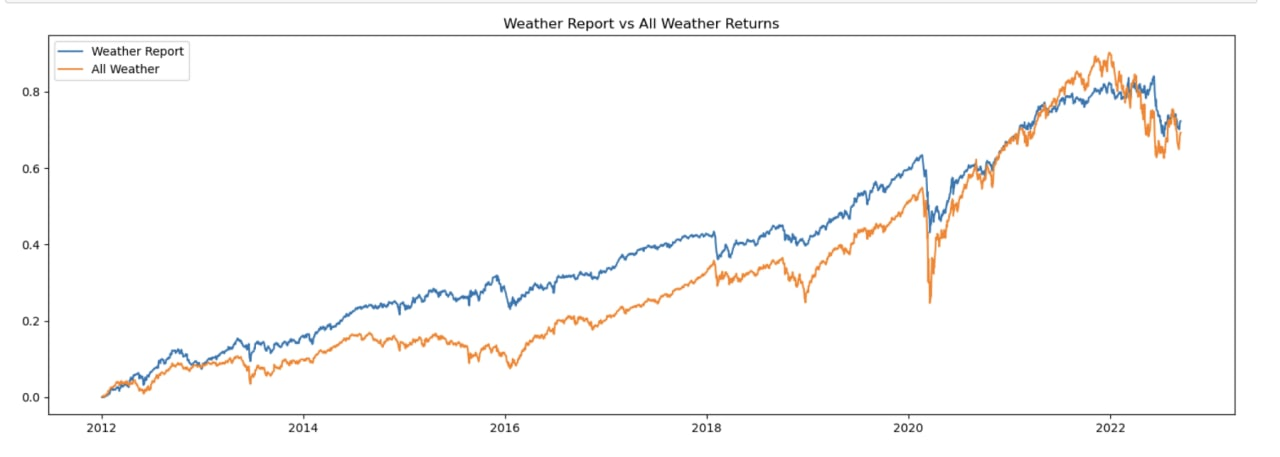 Weather Report vs All Weather Returns
Weather Report
All Weather
0.8
0.6
0.4
0.2
0.0
2012 2014 2016 2018 2020 2022